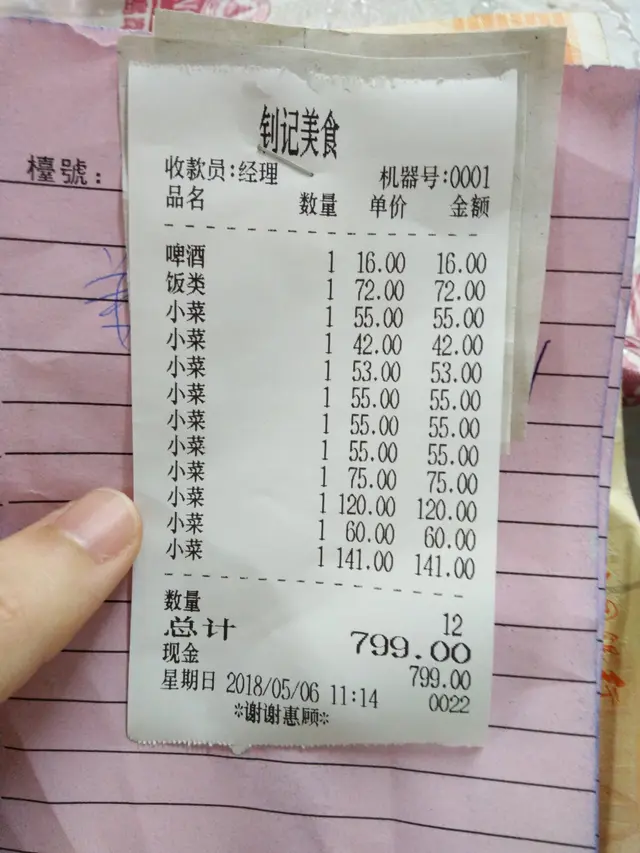 钊记美食
檯號：
收款员:经理 机器号:0001
品名 数量 单价 金额
啤酒 1 16.00 16.00
饭类 1 72.00 72.00
小菜 1 55.00 55.00
小菜 1 42.00 42.00
小菜 1 53.00 53.00
小菜 1 55.00 55.00
小菜 1 55.00 55.00
小菜 1 55.00 55.00
小菜 1 75.00 75.00
小菜 1 120.00 120.00
小菜 1 60.00 60.00
小菜 1 141.00 141.00
数量 12
总计 799.00
现金 799.00
星期日 2018/05/06 11:14 0022
*谢谢惠顾*